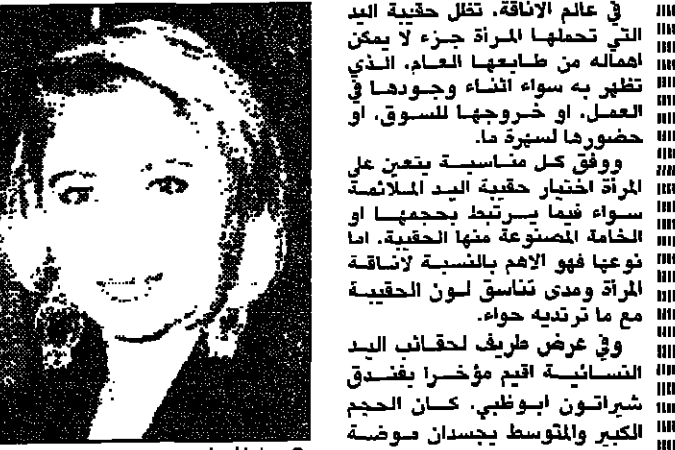 في عالم الاناقة. تظل حقيبة اليد
التي تحملها المرأة جزء لا يمكن
اهماله من طابعها العام. الذي
تظهر به سواء اثناء وجودها في
العمل. او خروجها للسوق. او
حضورها لسهرة ما.
ووفق كل مناسبة يتعين على
المرأة اختيار حقيبة اليد الملائمة
سواء فيما يرتبط بحجمها او
الخامة المصنوعة منها الحقيبة. اما
نوعها فهو الاهم بالنسبة لاناقة
المرأة ومدى تناسق لون الحقيبة
مع ما ترتديه حواء.
وفي عرض طريف لحقائب اليد
النسائية اقيم مؤخرا بفندق
شيراتون ابوظبي. كان الحجم
الكبير والمتوسط يجسدان موضة